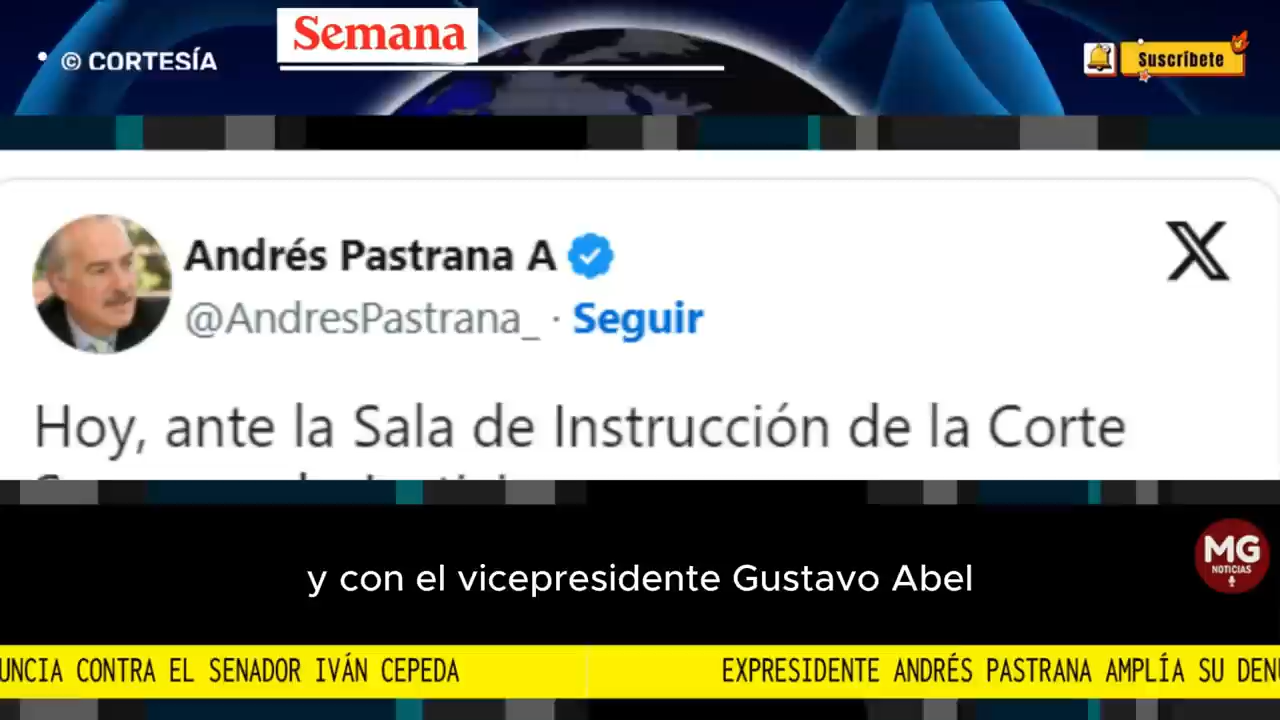 Semana
© CORTESÍA
Suscríbete
Andrés Pastrana A
@AndresPastrana_ · Seguir
Hoy, ante la Sala de Instrucción de la Corte
y con el vicepresidente Gustavo Abel
MG
NOTICIAS
UNCIA CONTRA EL SENADOR IVÁN CEPEDA EXPRESIDENTE ANDRÉS PASTRANA AMPLÍA SU DEN